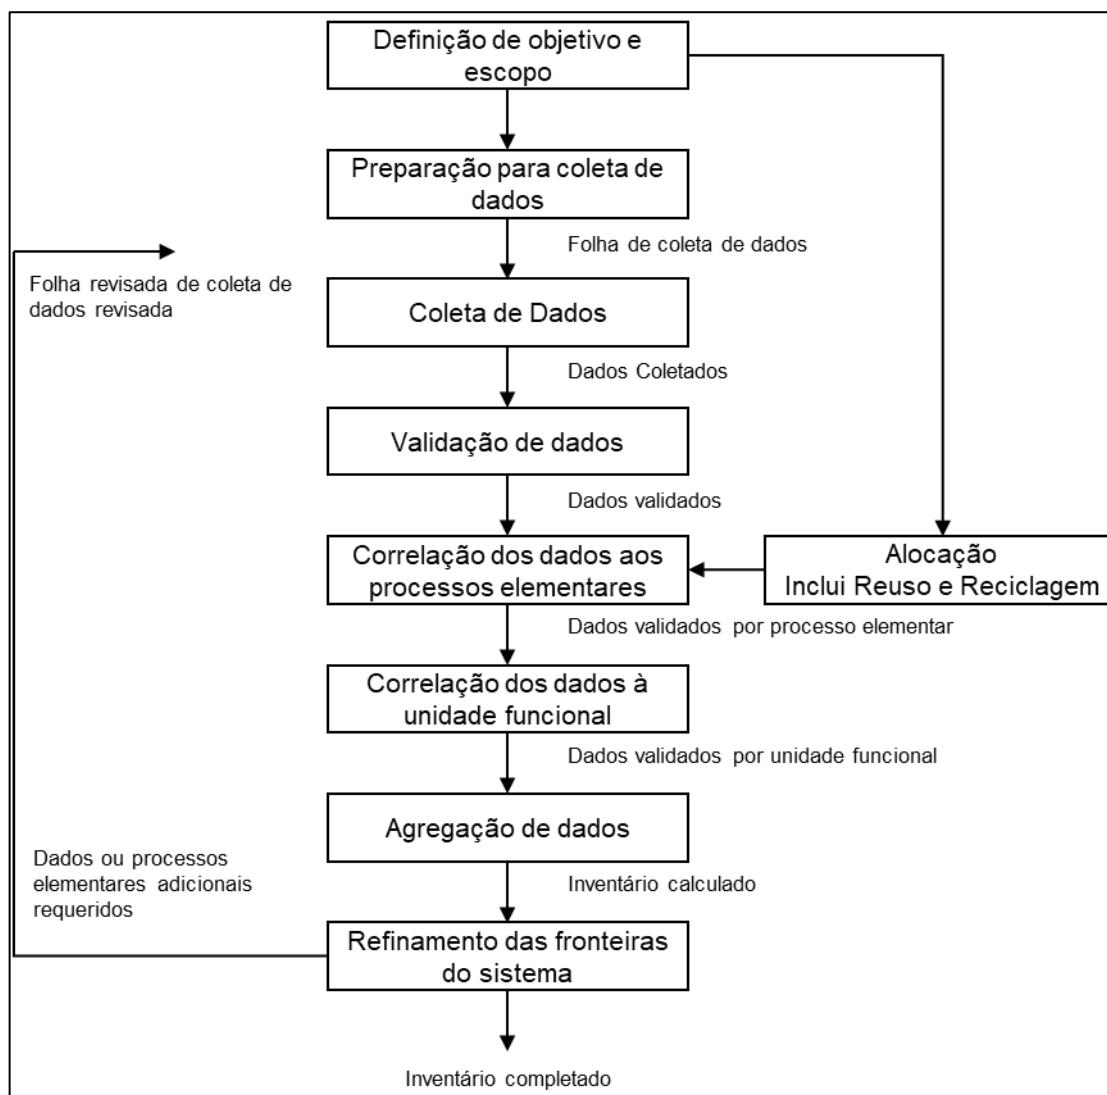 Definição de objetivo e
escopo
Preparação para coleta de
dados
Folha de coleta de dados
Folha revisada de coleta de
dados revisada
Coleta de Dados
Dados Coletados
Validação de dados
Dados validados
Correlação dos dados aos
processos elementares
Alocação
Inclui Reuso e Reciclagem
Dados validados por processo elementar
Correlação dos dados à
unidade funcional
Dados validados por unidade funcional
Agregação de dados
Dados ou processos
elementares adicionais
requeridos
Inventário calculado
Refinamento das fronteiras
do sistema
Inventário completado